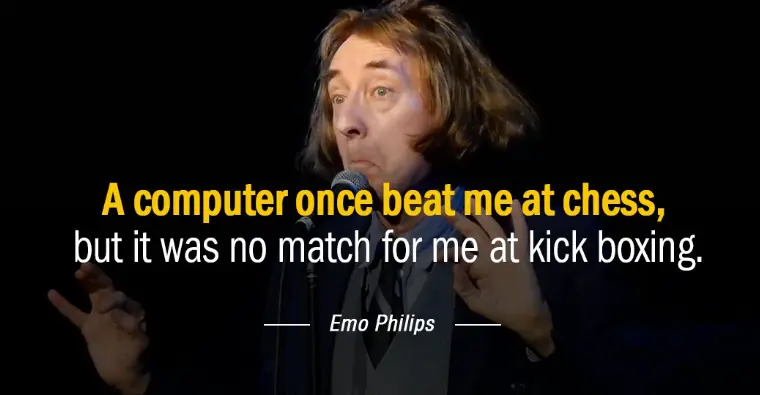 A computer once beat me at chess,
but it was no match for me at kick boxing.
Emo Philips